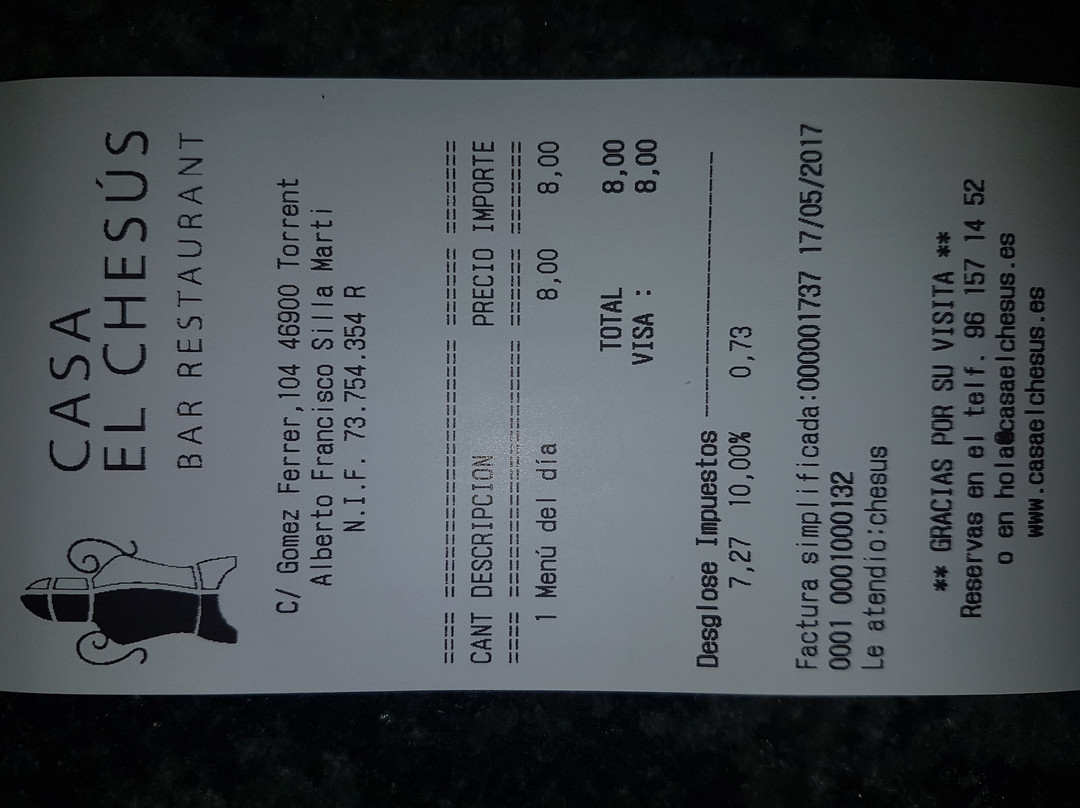 CASA
EL CHESÚS
BAR RESTAURANT
C/ Gomez Ferrer,104 46900 Torrent
Alberto Francisco Silla Marti
N.I.F. 73.754.354 R
==== ======================== ====== =======
CANT DESCRIPCION PRECIO IMPORTE
==== ======================== ====== =======
1 Menú del día 8,00 8,00
TOTAL 8,00
VISA : 8,00
Desglose Impuestos ------------------------
7,27 10,00% 0,73
Factura simplificada:000001737 17/05/2017
0001 0001000132
Le atendio:chesus
** GRACIAS POR SU VISITA **
Reservas en el telf. 96 157 14 52
o en hola@casaelchesus.es
www.casaelchesus.es